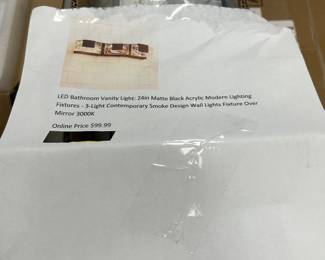 LED Bathroom Vanity Light: 24in Matte Black Acrylic Modern Lighting
Fixtures - 3-Light Contemporary Smoke Design Wall Lights Fixture Over
Mirror 3000K
Online Price $99.99